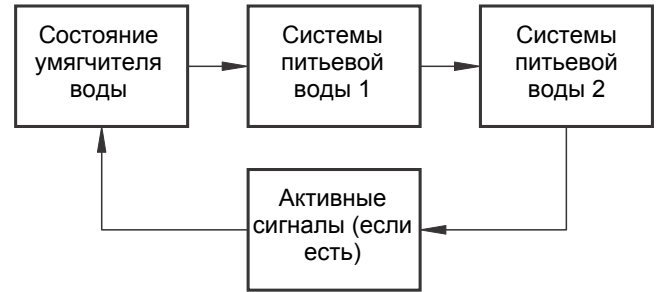 Состояние
умягчителя
воды
Системы
питьевой
воды 1
Системы
питьевой
воды 2
Активные
сигналы (если
есть)